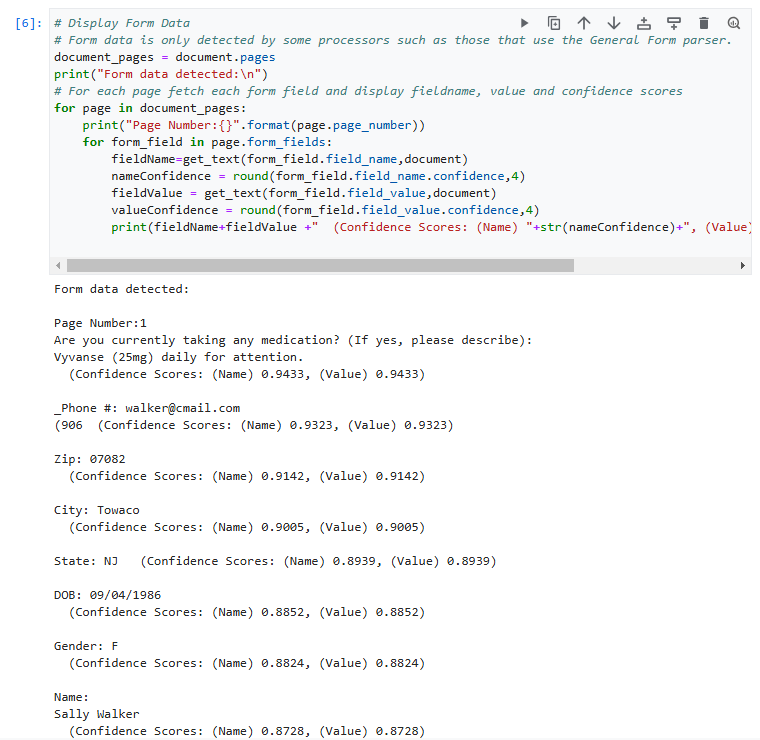 [6]: # Display Form Data
# Form data is only detected by some processors such as those that use the General Form parser.
document_pages = document.pages
print("Form data detected:\n")
# For each page fetch each form field and display fieldname, value and confidence scores
for page in document_pages:
    print("Page Number:{}".format(page.page_number))
    for form_field in page.form_fields:
        fieldName=get_text(form_field.field_name,document)
        nameConfidence = round(form_field.field_name.confidence,4)
        fieldValue = get_text(form_field.field_value,document)
        valueConfidence = round(form_field.field_value.confidence,4)
        print(fieldName+fieldValue +"  (Confidence Scores: (Name) "+str(nameConfidence)+", (Value)
Form data detected:

Page Number:1
Are you currently taking any medication? (If yes, please describe):
Vyvanse (25mg) daily for attention.
  (Confidence Scores: (Name) 0.9433, (Value) 0.9433)

_Phone #: walker@cmail.com
(906  (Confidence Scores: (Name) 0.9323, (Value) 0.9323)

Zip: 07082
  (Confidence Scores: (Name) 0.9142, (Value) 0.9142)

City: Towaco
  (Confidence Scores: (Name) 0.9005, (Value) 0.9005)

State: NJ   (Confidence Scores: (Name) 0.8939, (Value) 0.8939)

DOB: 09/04/1986
  (Confidence Scores: (Name) 0.8852, (Value) 0.8852)

Gender: F
  (Confidence Scores: (Name) 0.8824, (Value) 0.8824)

Name:
Sally Walker
  (Confidence Scores: (Name) 0.8728, (Value) 0.8728)